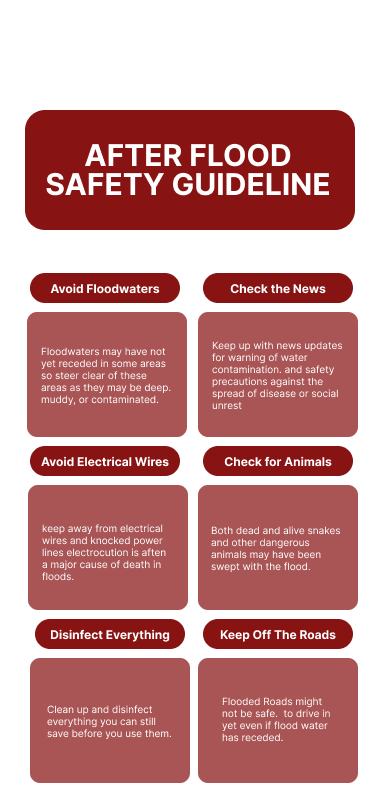 AFTER FLOOD
SAFETY GUIDELINE
Avoid Floodwaters
Floodwaters may have not
yet receded in some areas
so steer clear of these
areas as they may be deep.
muddy, or contaminated.
Check the News
Keep up with news updates
for warning of water
contamination. and safety
precautions against the
spread of disease or social
unrest
Avoid Electrical Wires
keep away from electrical
wires and knocked power
lines electrocution is aften
a major cause of death in
floods.
Check for Animals
Both dead and alive snakes
and other dangerous
animals may have been
swept with the flood.
Disinfect Everything
Clean up and disinfect
everything you can still
save before you use them.
Keep Off The Roads
Flooded Roads might
not be safe.  to drive in
yet even if flood water
has receded.